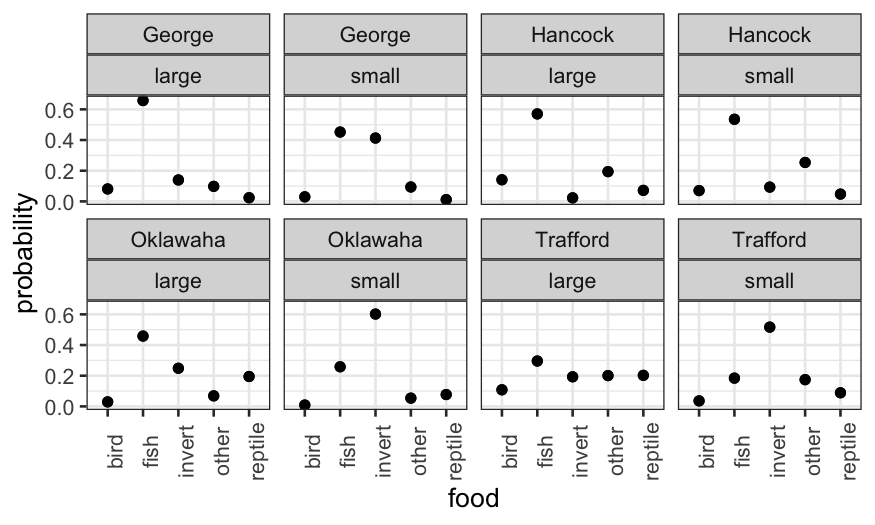 George George Hancock Hancock
large small large small
0.6
0.4
0.2
0.0
Oklawaha Oklawaha Trafford Trafford
large small large small
0.6
0.4
0.2
0.0
probability
bird fish invert other reptile bird fish invert other reptile bird fish invert other reptile bird fish invert other reptile
food